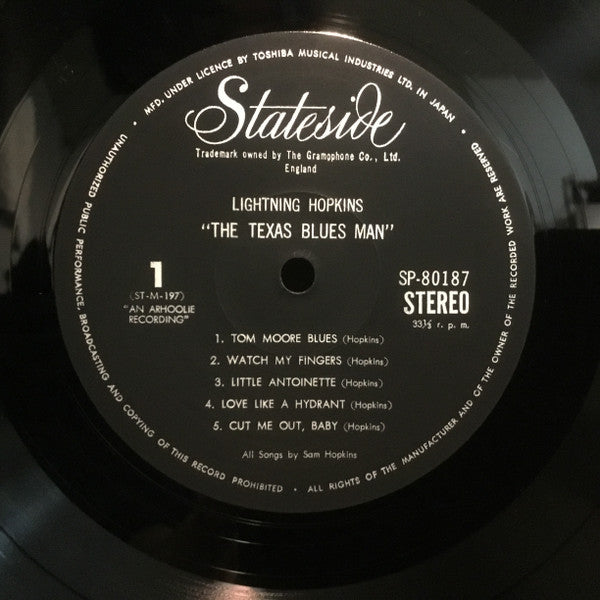 • MFD. UNDER LICENCE BY TOSHIBA MUSICAL INDUSTRIES LTD. IN JAPAN •
Stateside
Trademark owned by The Gramophone Co., Ltd.
England
LIGHTNING HOPKINS
"THE TEXAS BLUES MAN"
1
(ST-M-197)
"AN ARHOOLIE
RECORDING"
SP-80187
STEREO
33⅓ r. p. m.
1. TOM MOORE BLUES (Hopkins)
2. WATCH MY FINGERS (Hopkins)
3. LITTLE ANTOINETTE (Hopkins)
4. LOVE LIKE A HYDRANT (Hopkins)
5. CUT ME OUT, BABY (Hopkins)
All Songs by Sam Hopkins
UNAUTHORIZED PUBLIC PERFORMANCE, BROADCASTING AND COPYING OF THIS RECORD PROHIBITED • ALL RIGHTS OF THE MANUFACTURER AND OF THE OWNER OF THE RECORDED WORK ARE RESERVED